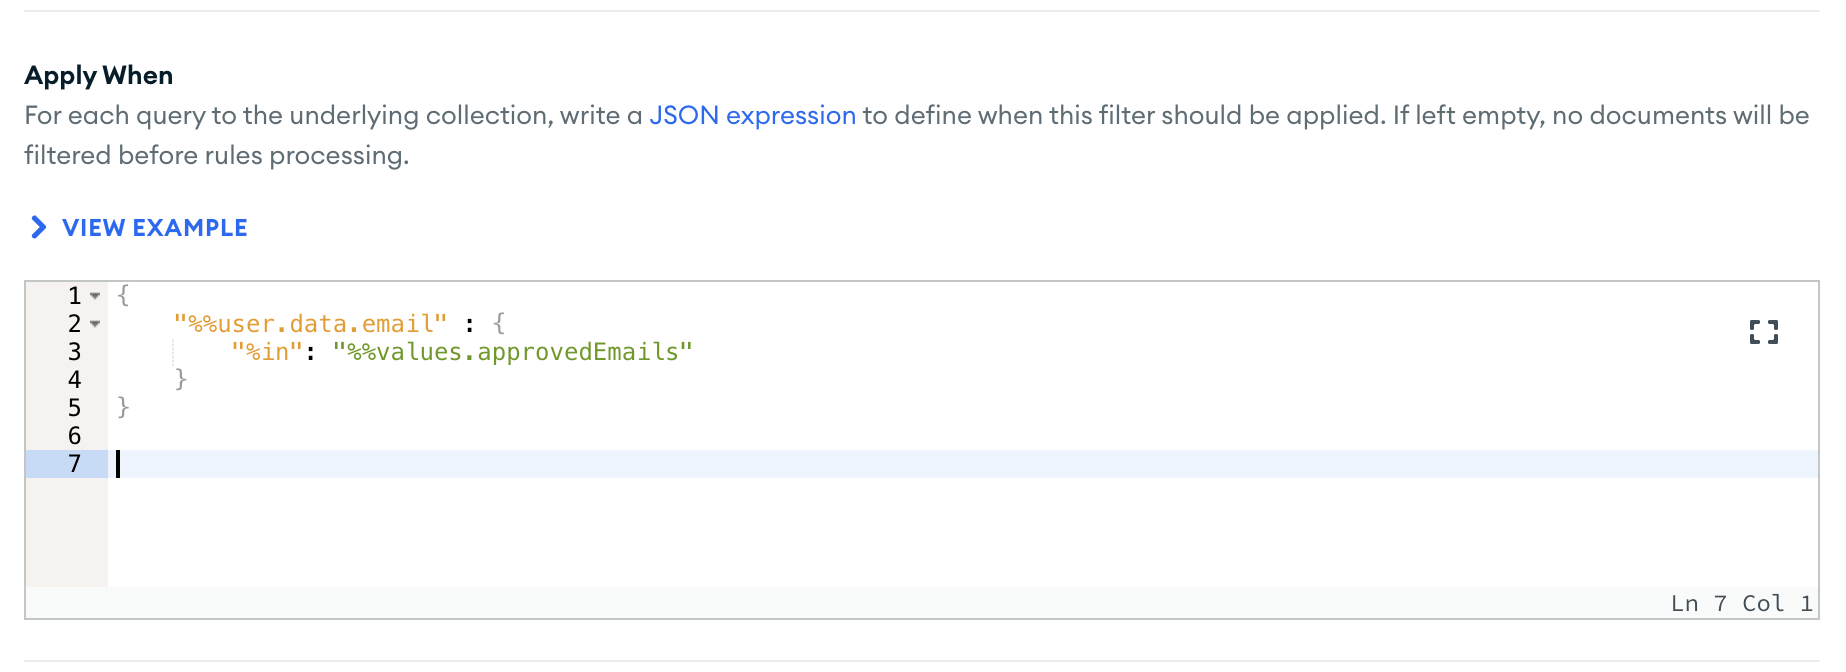 Apply When
For each query to the underlying collection, write a JSON expression to define when this filter should be applied. If left empty, no documents will be
filtered before rules processing.
VIEW EXAMPLE
1 {
2     "%%user.data.email" : {
3         "%in": "%%values.approvedEmails"
4     }
5 }
6
7
Ln 7 Col 1